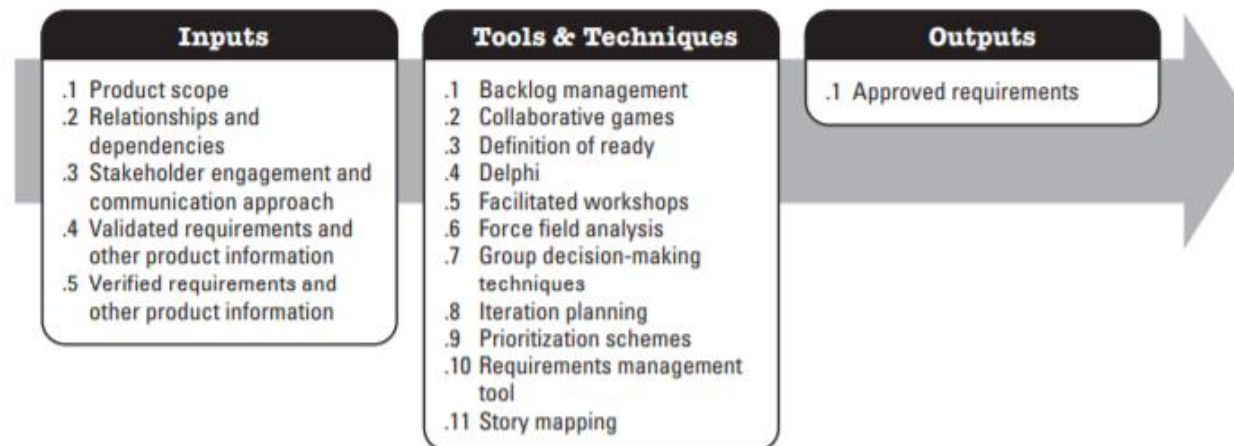 Inputs
.1 Product scope
.2 Relationships and
dependencies
.3 Stakeholder engagement and
communication approach
.4 Validated requirements and
other product information
.5 Verified requirements and
other product information
Tools & Techniques
.1 Backlog management
.2 Collaborative games
.3 Definition of ready
.4 Delphi
.5 Facilitated workshops
.6 Force field analysis
.7 Group decision-making
techniques
.8 Iteration planning
.9 Prioritization schemes
.10 Requirements management
tool
.11 Story mapping
Outputs
.1 Approved requirements